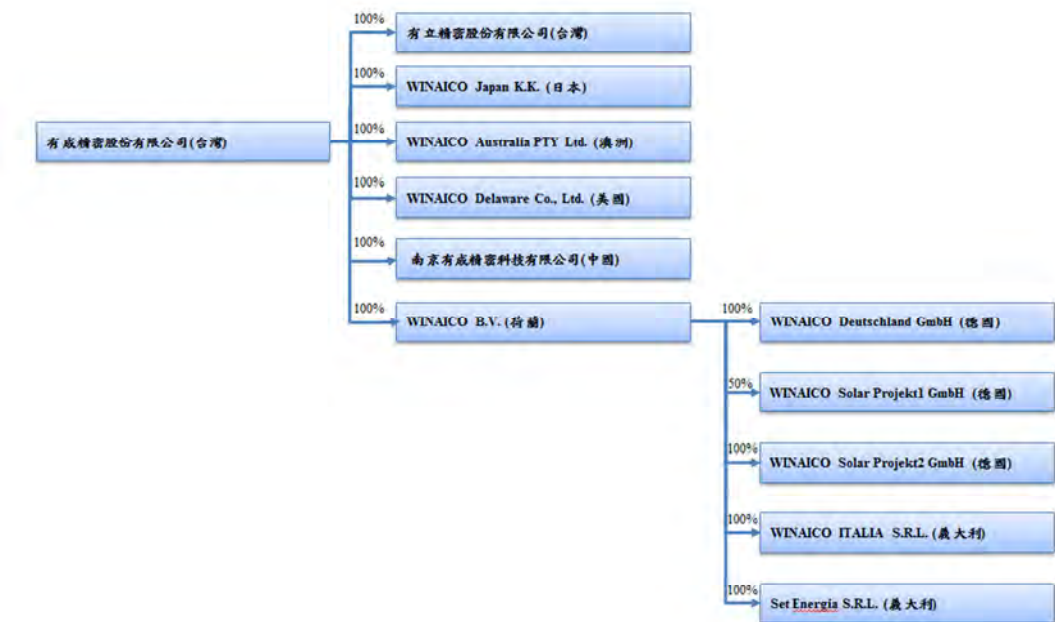 100%
有立精密股份有限公司(台灣)
100%
WINAICO Japan K.K. (日本)
有成精密股份有限公司(台灣)
100%
WINAICO Australia PTY Ltd. (澳洲)
100%
WINAICO Delaware Co., Ltd. (美國)
100%
南京有成精密科技有限公司(中國)
100%
WINAICO B.V. (荷蘭)
100%
WINAICO Deutschland GmbH (德國)
50%
WINAICO Solar Projekt1 GmbH (德國)
100%
WINAICO Solar Projekt2 GmbH (德國)
100%
WINAICO ITALIA S.R.L. (義大利)
100%
Set Energia S.R.L. (義大利)